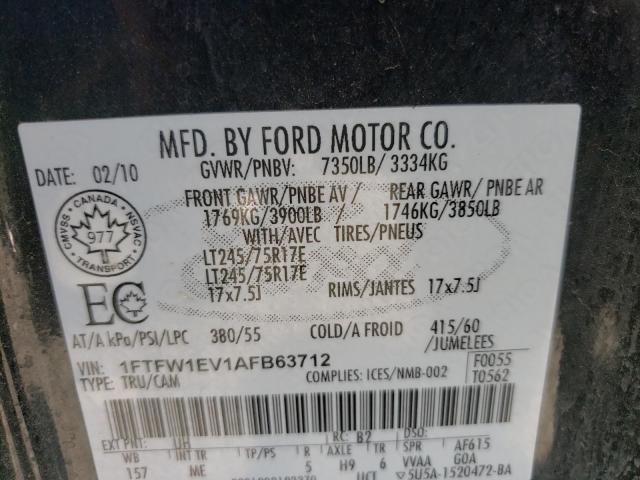 MFD. BY FORD MOTOR CO.
DATE: 02/10
GVWR/PNBV: 7350LB/ 3334KG
FRONT GAWR/PNBE AV / REAR GAWR/ PNBE AR
1769KG/3900LB / 1746KG/3850LB
WITH/AVEC TIRES/PNEUS
LT245/75R17E
LT245/75R17E
17x7.5J RIMS/JANTES 17x7.5J
CANADA
CMVSS NSVAC
977
TRANSPORT
EC
AT/A kPa/PSI/LPC 380/55 COLD/A FROID 415/60
/JUMELEES
VIN: 1FTFW1EV1AFB63712
F0055
TYPE: TRU/CAM COMPLIES: ICES/NMB-002
T0562
EXT PNT: UH RC: B2 DSO: AF615
WB INT TR TP/PS R AXLE TR VVAA GOA
157 ME 5 H9 6
UCT 5U5A-1520472-BA